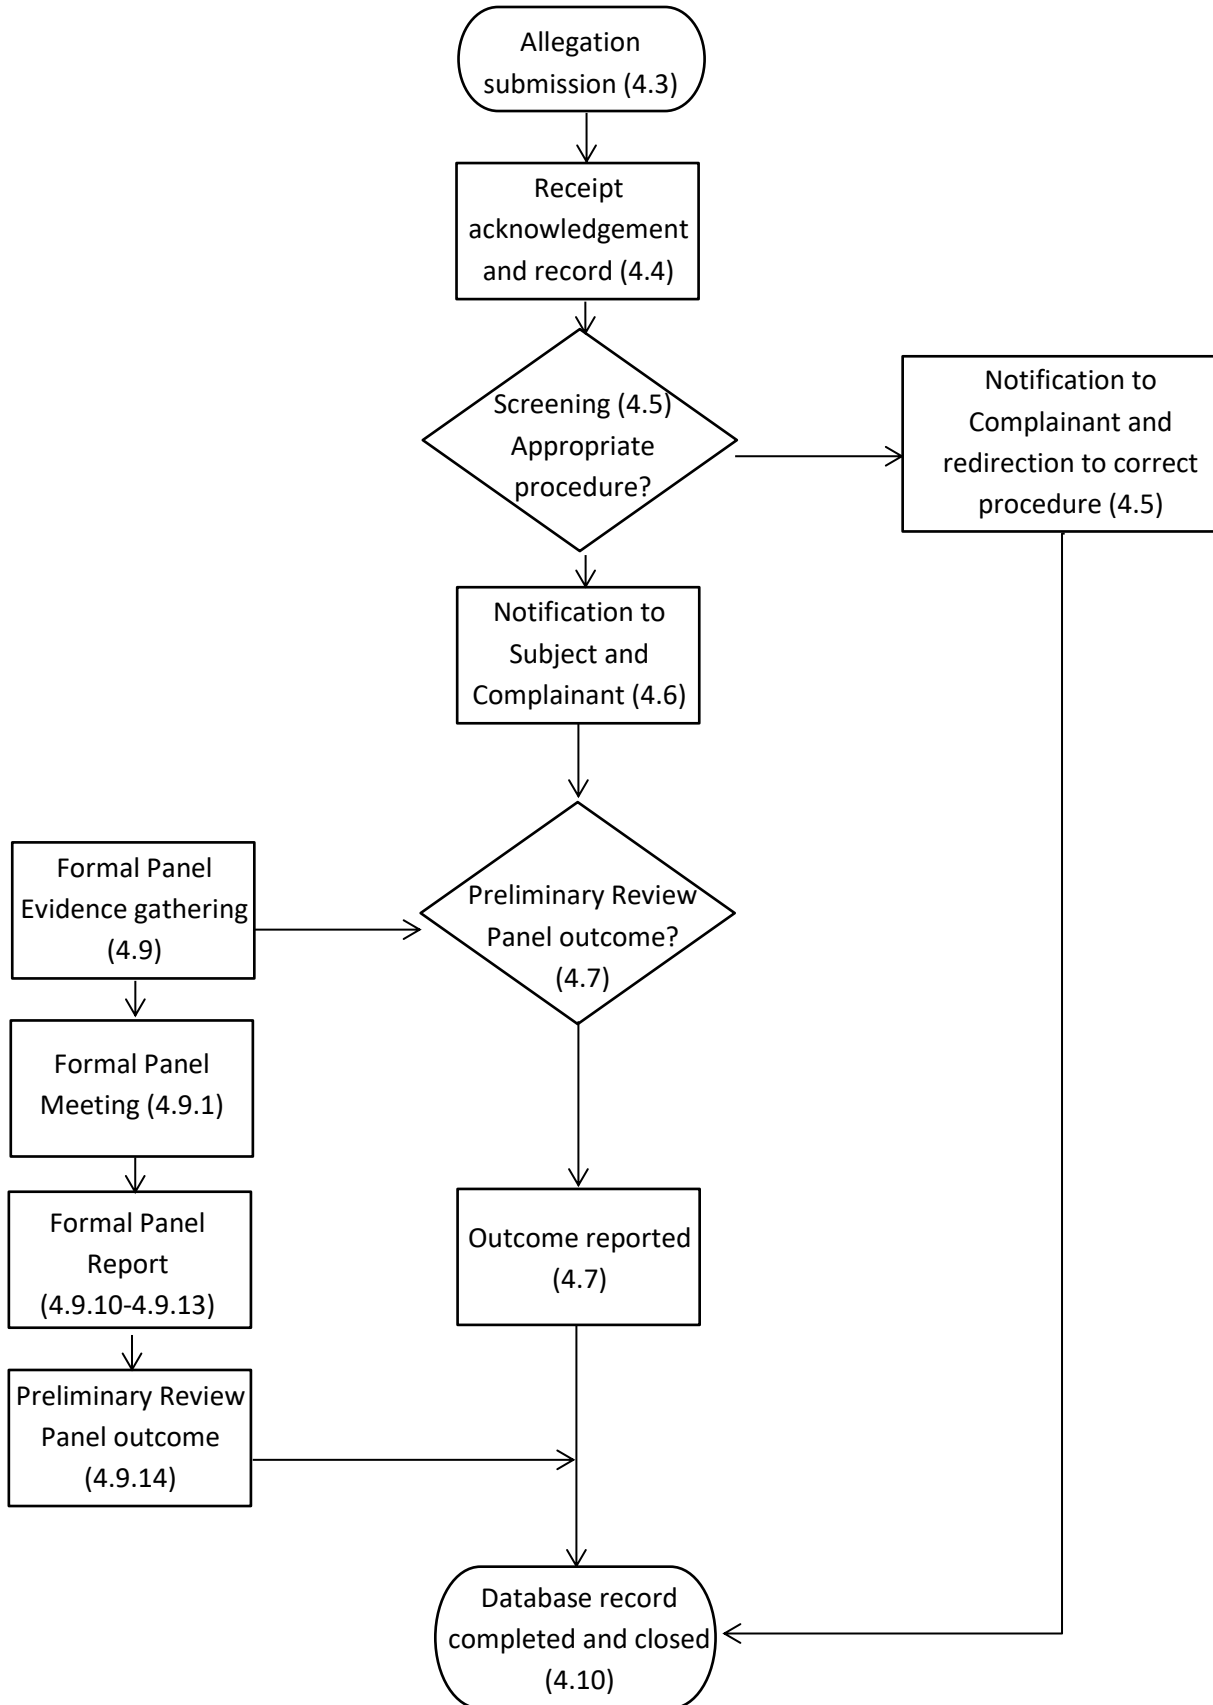 Allegation
submission (4.3)
Receipt
acknowledgement
and record (4.4)
Screening (4.5)
Appropriate
procedure?
Notification to
Complainant and
redirection to correct
procedure (4.5)
Notification to
Subject and
Complainant (4.6)
Preliminary Review
Panel outcome?
(4.7)
Formal Panel
Evidence gathering
(4.9)
Formal Panel
Meeting (4.9.1)
Formal Panel
Report
(4.9.10-4.9.13)
Preliminary Review
Panel outcome
(4.9.14)
Outcome reported
(4.7)
Database record
completed and closed
(4.10)